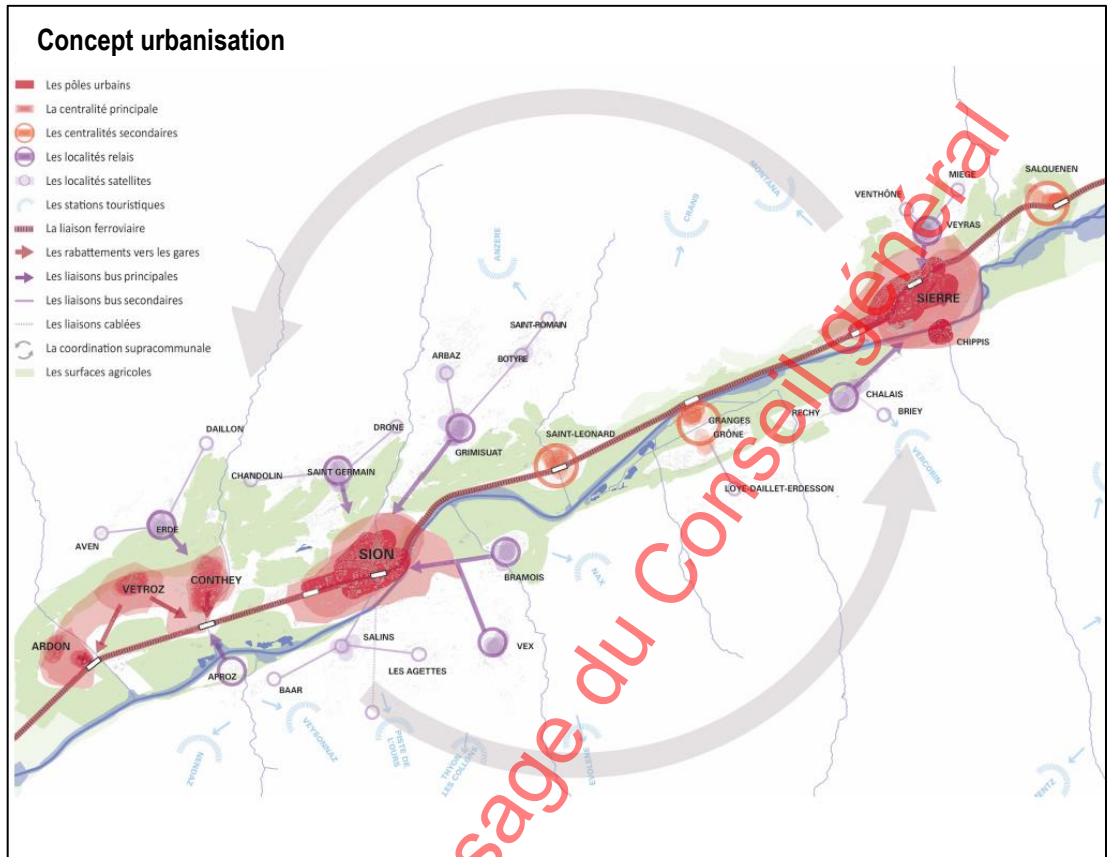 Concept urbanisation
Les pôles urbains
La centralité principale
Les centralités secondaires
Les localités relais
Les localités satellites
Les stations touristiques
La liaison ferroviaire
Les rabattements vers les gares
Les liaisons bus principales
Les liaisons bus secondaires
Les liaisons cablées
La coordination supracommunale
Les surfaces agricoles
MONTANA
CRANS
ANZERE
MIEGE
SALQUENEN
VENTHÔNE
VEYRAS
SIERRE
CHIPPIS
SAINT-ROMAIN
ARBAZ
BOTYRE
CHALAIS
RECHY
BRIEY
VERCORIN
DRONE
DAILLON
SAINT-LEONARD
GRANGES
GRÔNE
GRIMISUAT
CHANDOLIN
SAINT GERMAIN
LOYE-DAILLET-ERDESSON
ERDE
AVEN
SION
CONTHEY
VETROZ
BRAMOIS
NAX
ARDON
SALINS
VEX
LES AGETTES
APROZ
BAAR
NENDAZ
VEYSONNAZ
PISTE DE
L'OURS
THYON
LES COLLONS
EVOLENE
ENTZ
sage du Conseil général